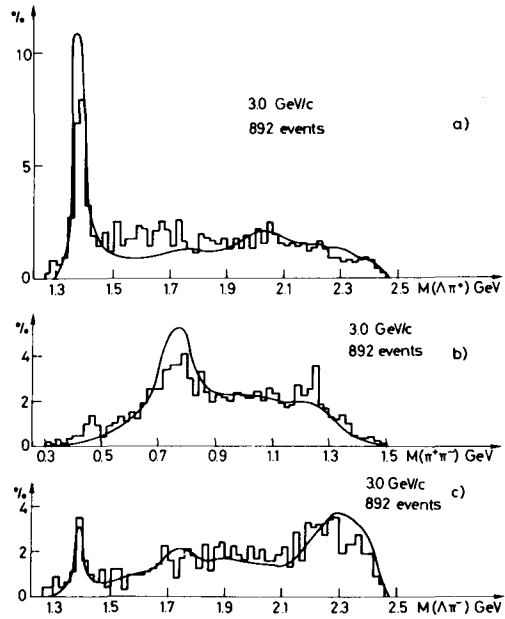 %
10
5
0
3.0 GeV/c
892 events
a)
1.3 1.5 1.7 1.9 2.1 2.3 2.5 M(Λπ⁺) GeV
%
4
2
0
3.0 GeV/c
892 events
b)
0.3 0.5 0.7 0.9 1.1 1.3 1.5 M(π⁺π⁻) GeV
%
4
2
0
3.0 GeV/c
892 events
c)
1.3 1.5 1.7 1.9 2.1 2.3 2.5 M(Λπ⁻) GeV